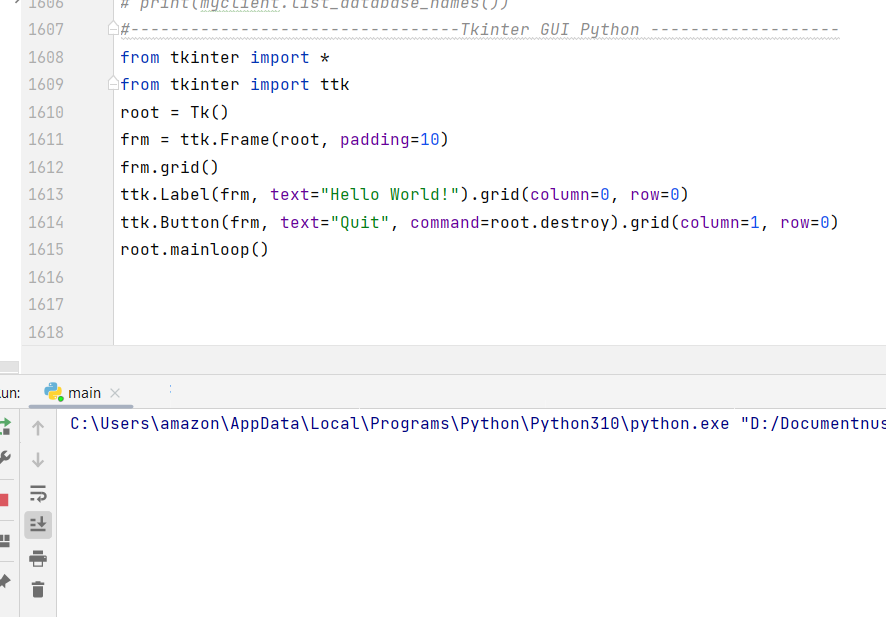 1606 # print(myclient.list_database_names())
1607 #---------------------------------Tkinter GUI Python -------------------
1608 from tkinter import *
1609 from tkinter import ttk
1610 root = Tk()
1611 frm = ttk.Frame(root, padding=10)
1612 frm.grid()
1613 ttk.Label(frm, text="Hello World!").grid(column=0, row=0)
1614 ttk.Button(frm, text="Quit", command=root.destroy).grid(column=1, row=0)
1615 root.mainloop()
1616
1617
1618
un: main
C:\Users\amazon\AppData\Local\Programs\Python\Python310\python.exe "D:/Documentnus